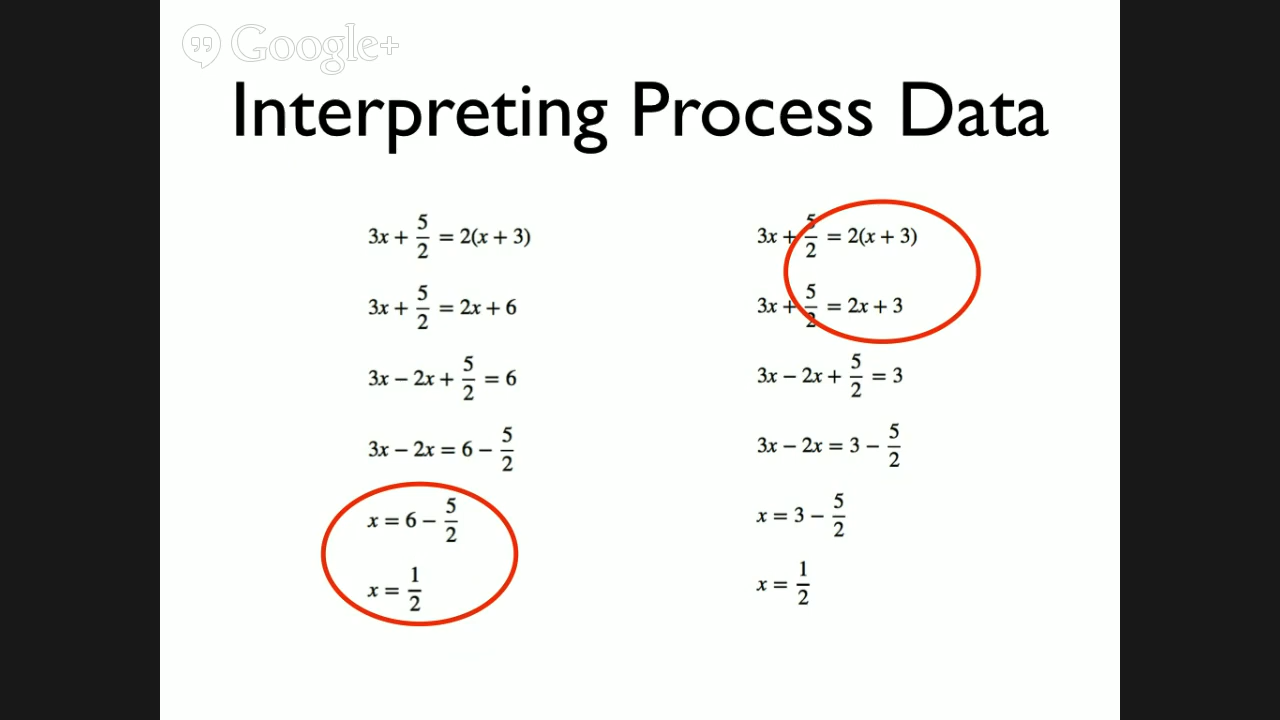 Google+
Interpreting Process Data
3x + 5/2 = 2(x + 3)
3x + 5/2 = 2x + 6
3x − 2x + 5/2 = 6
3x − 2x = 6 − 5/2
x = 6 − 5/2
x = 1/2
3x + 5/2 = 2(x + 3)
3x + 5/2 = 2x + 3
3x − 2x + 5/2 = 3
3x − 2x = 3 − 5/2
x = 3 − 5/2
x = 1/2